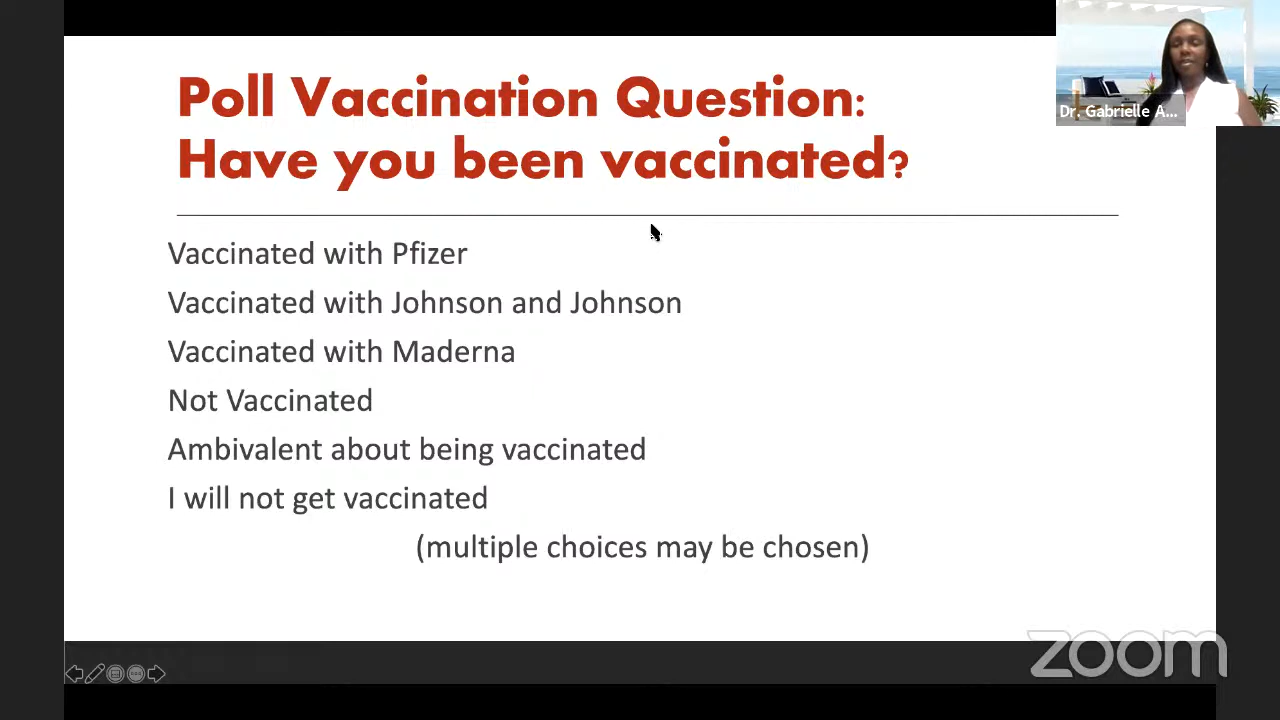 Poll Vaccination Question:
Have you been vaccinated?
Dr. Gabrielle A...
Vaccinated with Pfizer
Vaccinated with Johnson and Johnson
Vaccinated with Maderna
Not Vaccinated
Ambivalent about being vaccinated
I will not get vaccinated
(multiple choices may be chosen)
zoom